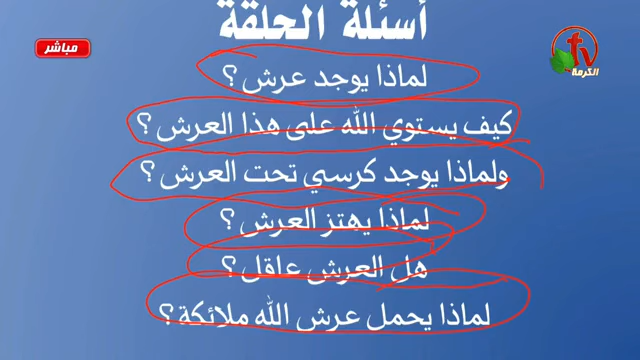 أسئلة الحلقة
مباشر
tv
الكرمة
لماذا يوجد عرش ؟
كيف يستوي الله على هذا العرش ؟
ولماذا يوجد كرسي تحت العرش ؟
لماذا يهتز العرش ؟
هل العرش عاقل ؟
لماذا يحمل عرش الله ملائكة ؟